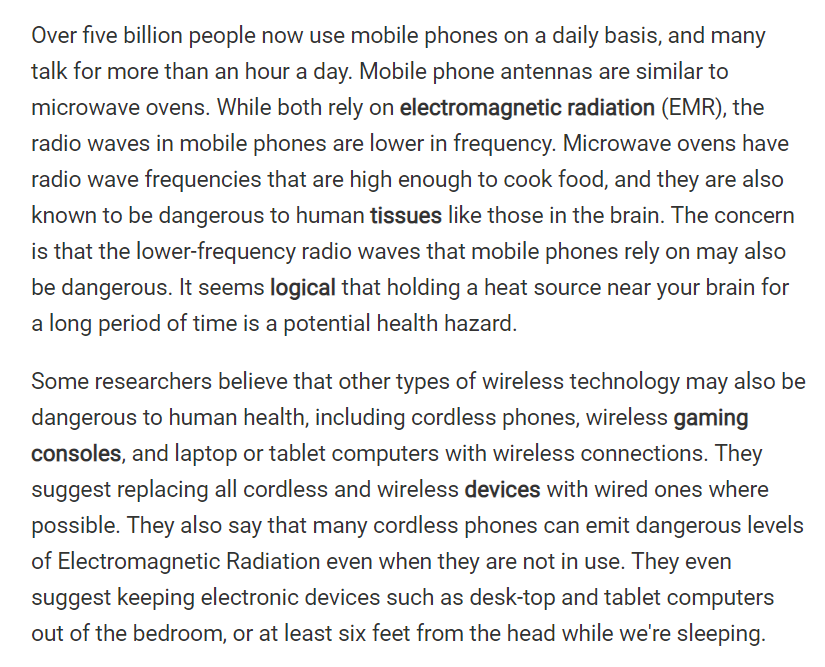 Over five billion people now use mobile phones on a daily basis, and many
talk for more than an hour a day. Mobile phone antennas are similar to
microwave ovens. While both rely on electromagnetic radiation (EMR), the
radio waves in mobile phones are lower in frequency. Microwave ovens have
radio wave frequencies that are high enough to cook food, and they are also
known to be dangerous to human tissues like those in the brain. The concern
is that the lower-frequency radio waves that mobile phones rely on may also
be dangerous. It seems logical that holding a heat source near your brain for
a long period of time is a potential health hazard.
Some researchers believe that other types of wireless technology may also be
dangerous to human health, including cordless phones, wireless gaming
consoles, and laptop or tablet computers with wireless connections. They
suggest replacing all cordless and wireless devices with wired ones where
possible. They also say that many cordless phones can emit dangerous levels
of Electromagnetic Radiation even when they are not in use. They even
suggest keeping electronic devices such as desk-top and tablet computers
out of the bedroom, or at least six feet from the head while we're sleeping.